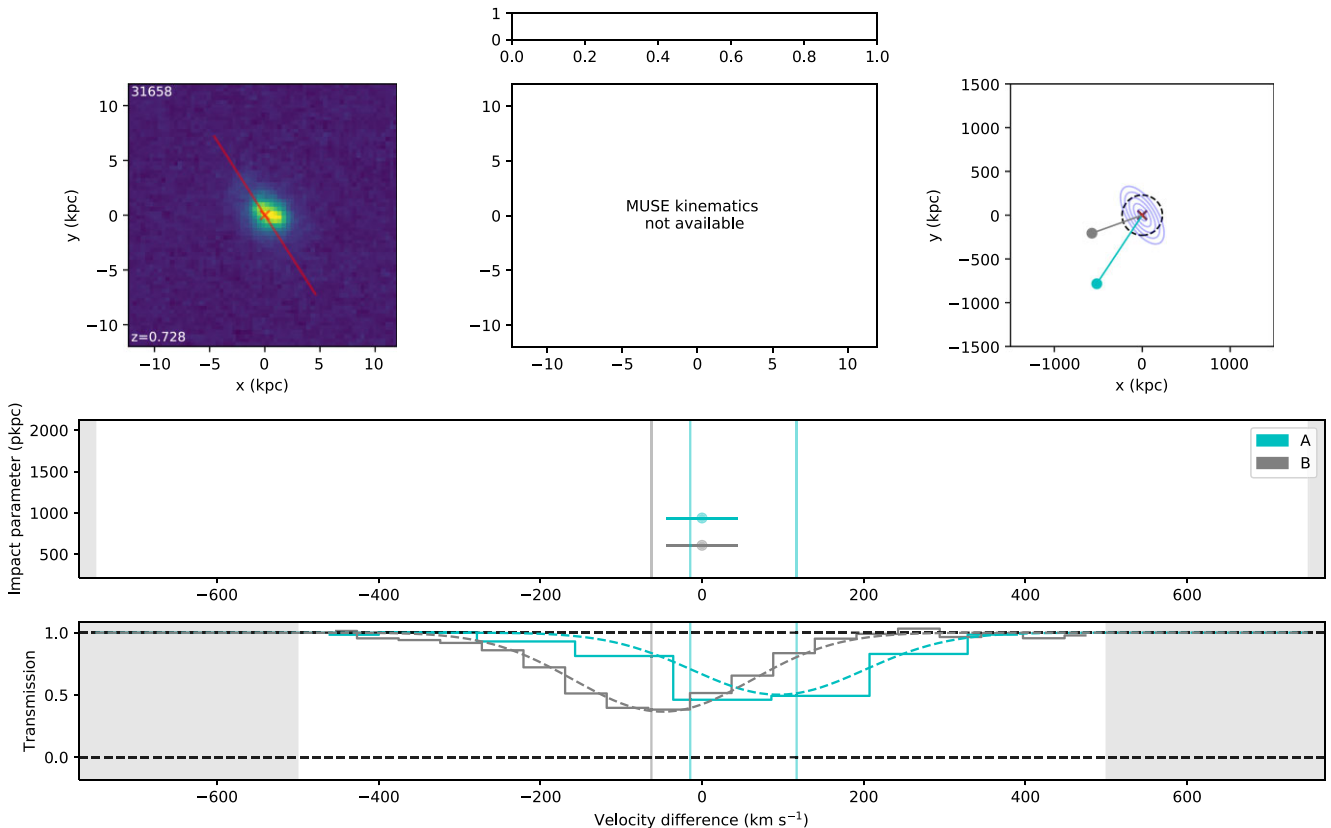 1
0
0.0 0.2 0.4 0.6 0.8 1.0
31658
z=0.728
10
5
0
−5
−10
y (kpc)
−10 −5 0 5 10
x (kpc)
10
5
0
−5
−10
MUSE kinematics
not available
y (kpc)
−10 −5 0 5 10
x (kpc)
1500
1000
500
0
−500
−1000
−1500
y (kpc)
−1000 0 1000
x (kpc)
Impact parameter (pkpc)
2000
1500
1000
500
A
B
−600 −400 −200 0 200 400 600
Transmission
1.0
0.5
0.0
−600 −400 −200 0 200 400 600
Velocity difference (km s⁻¹)